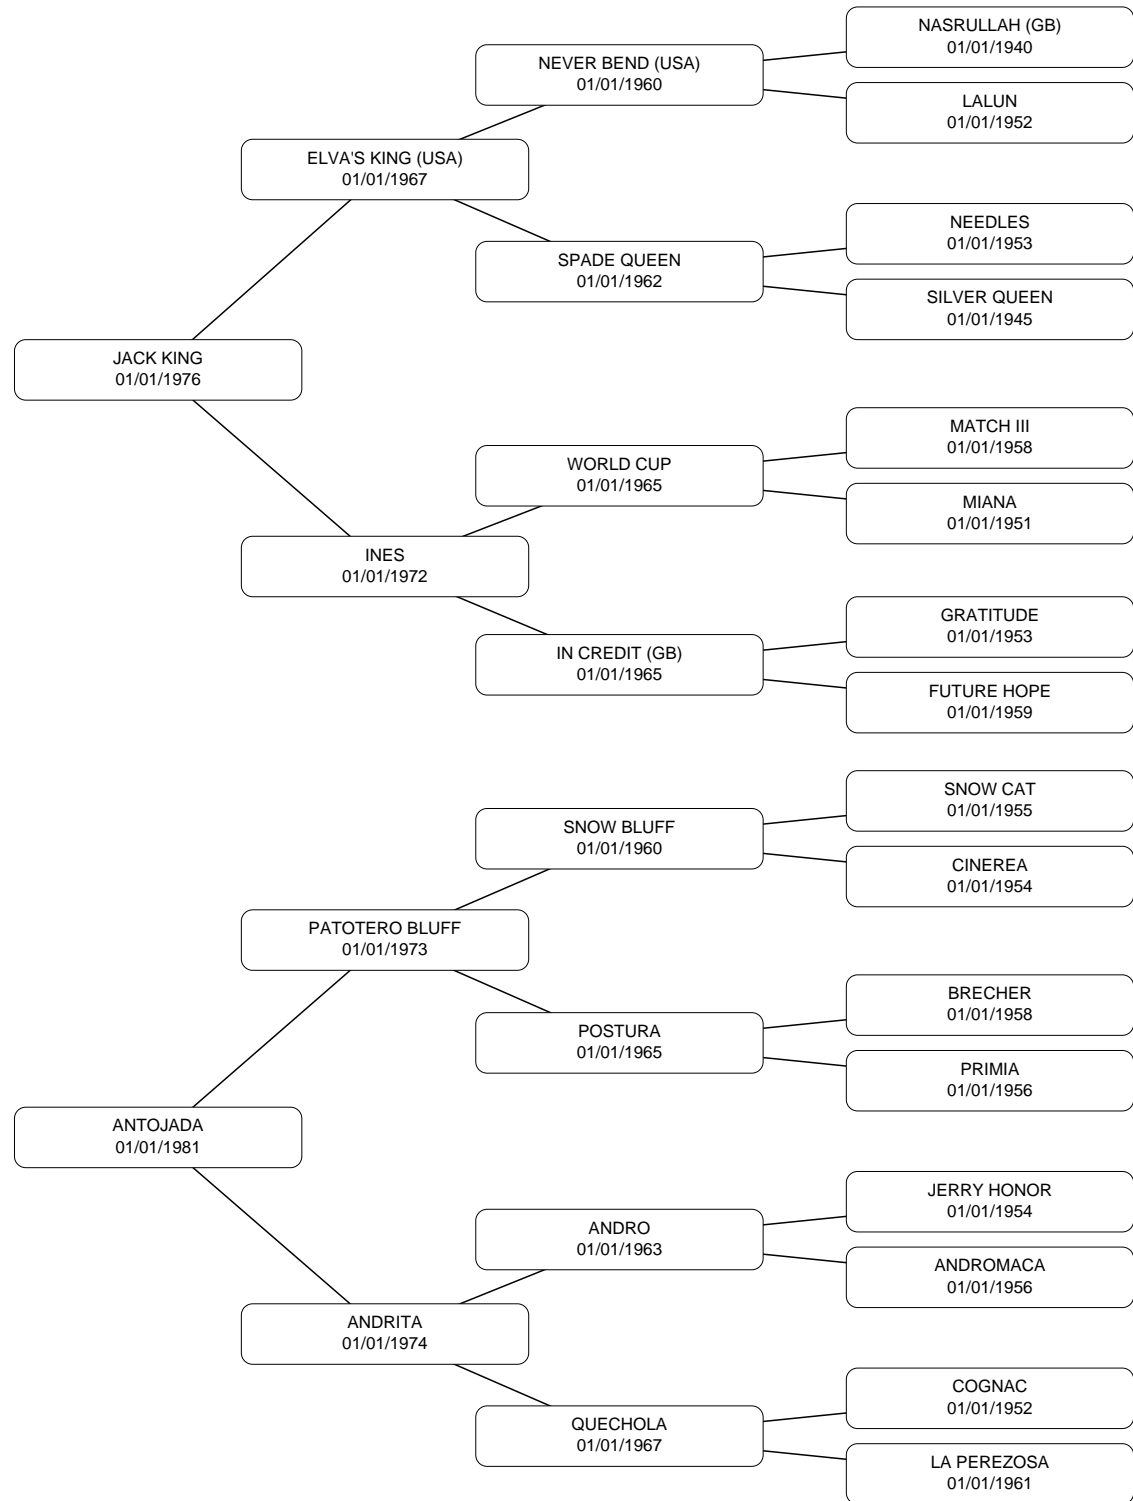 NASRULLAH (GB)
01/01/1940
NEVER BEND (USA)
01/01/1960
LALUN
01/01/1952
ELVA'S KING (USA)
01/01/1967
NEEDLES
01/01/1953
SPADE QUEEN
01/01/1962
SILVER QUEEN
01/01/1945
JACK KING
01/01/1976
MATCH III
01/01/1958
WORLD CUP
01/01/1965
MIANA
01/01/1951
INES
01/01/1972
GRATITUDE
01/01/1953
IN CREDIT (GB)
01/01/1965
FUTURE HOPE
01/01/1959
SNOW CAT
01/01/1955
SNOW BLUFF
01/01/1960
CINEREA
01/01/1954
PATOTERO BLUFF
01/01/1973
BRECHER
01/01/1958
POSTURA
01/01/1965
PRIMIA
01/01/1956
ANTOJADA
01/01/1981
JERRY HONOR
01/01/1954
ANDRO
01/01/1963
ANDROMACA
01/01/1956
ANDRITA
01/01/1974
COGNAC
01/01/1952
QUECHOLA
01/01/1967
LA PEREZOSA
01/01/1961